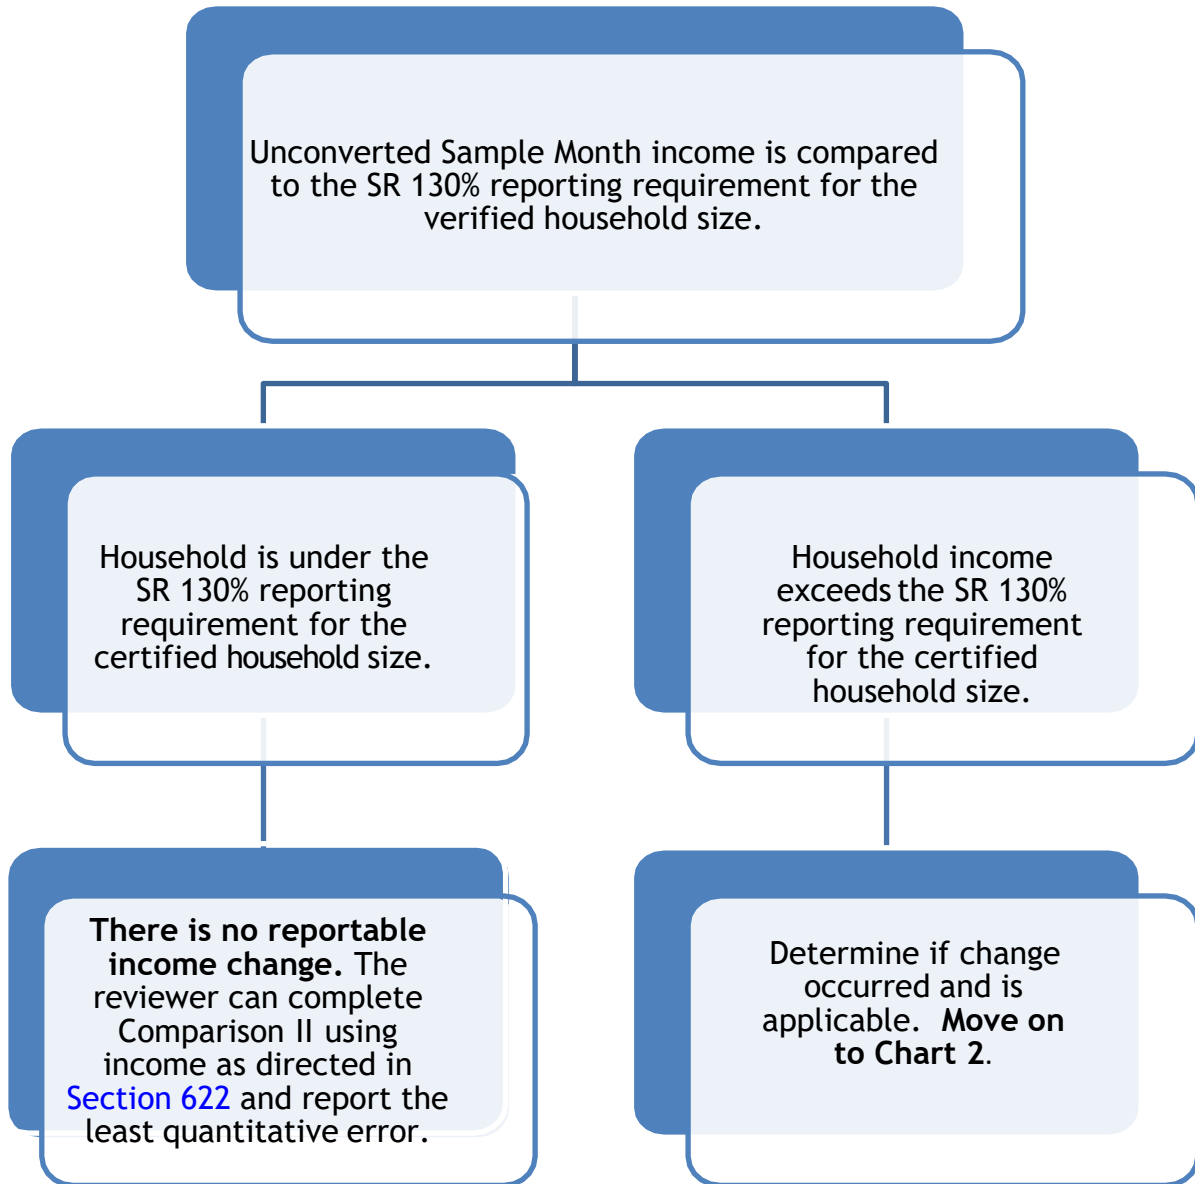 Unconverted Sample Month income is compared
to the SR 130% reporting requirement for the
verified household size.
Household is under the
SR 130% reporting
requirement for the
certified household size.
Household income
exceeds the SR 130%
reporting requirement
for the certified
household size.
There is no reportable
income change. The
reviewer can complete
Comparison II using
income as directed in
Section 622 and report the
least quantitative error.
Determine if change
occurred and is
applicable. Move on
to Chart 2.